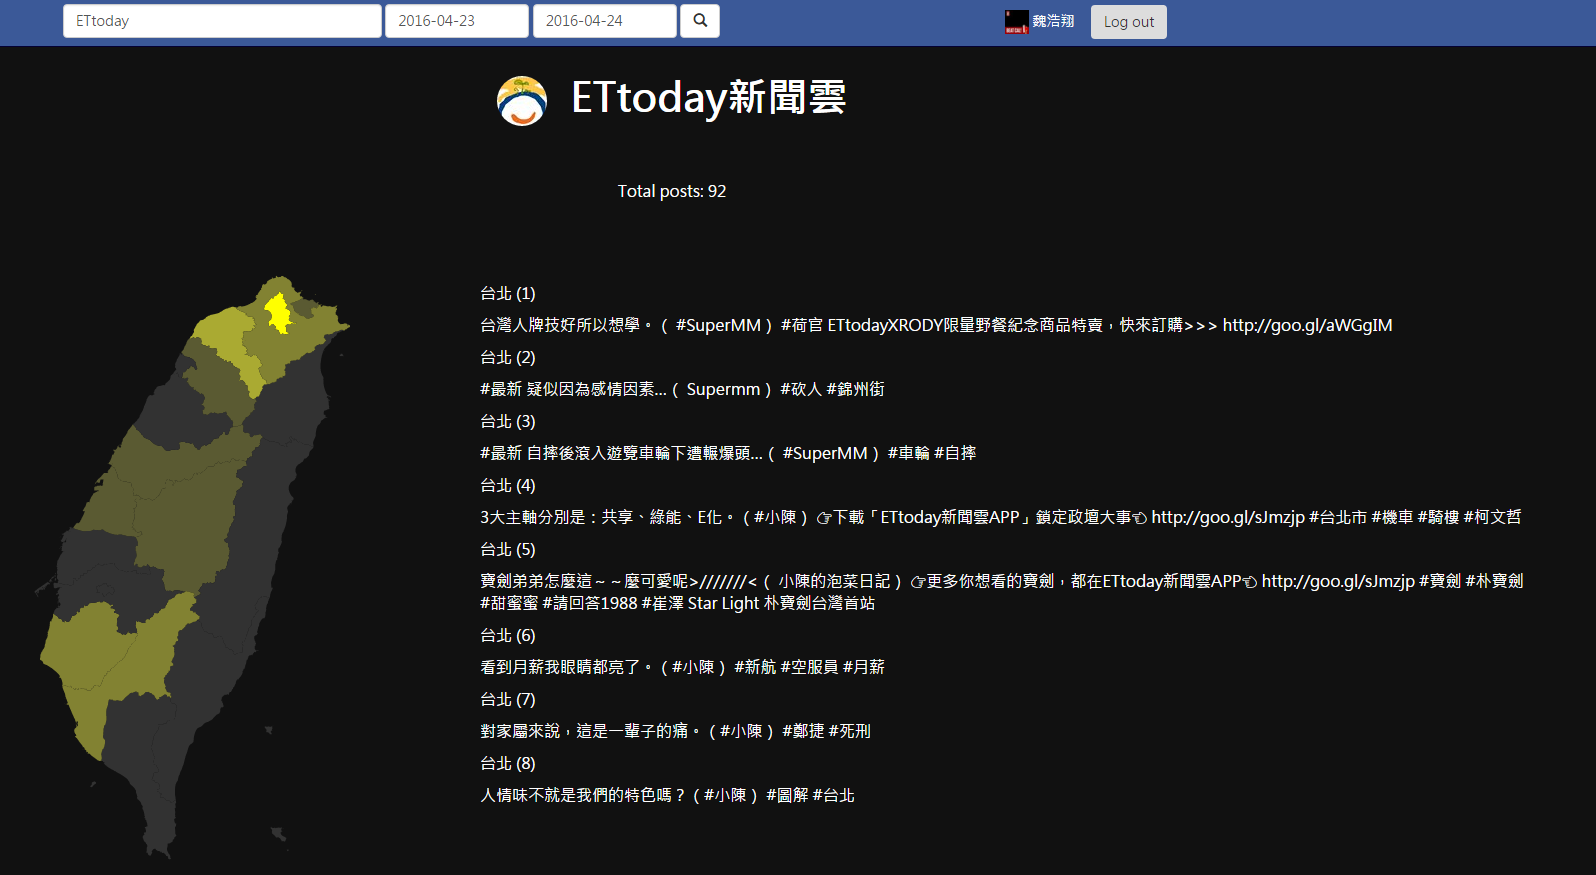 ETtoday 2016-04-23 2016-04-24 魏浩翔 Log out
ETtoday新聞雲
Total posts: 92
台北 (1)
台灣人牌技好所以想學。（ #SuperMM ） #荷官 ETtodayXRODY限量野餐紀念商品特賣，快來訂購>>> http://goo.gl/aWGgIM
台北 (2)
#最新 疑似因為感情因素...（ Supermm ） #砍人 #錦州街
台北 (3)
#最新 自摔後滾入遊覽車輪下遭輾爆頭...（ #SuperMM ） #車輪 #自摔
台北 (4)
3大主軸分別是：共享、綠能、E化。（#小陳 ） 👉下載「ETtoday新聞雲APP」鎖定政壇大事👈 http://goo.gl/sJmzjp #台北市 #機車 #騎樓 #柯文哲
台北 (5)
寶劍弟弟怎麼這～～麼可愛呢>///////<（ 小陳的泡菜日記 ） 👉更多你想看的寶劍，都在ETtoday新聞雲APP👈 http://goo.gl/sJmzjp #寶劍 #朴寶劍
#甜蜜蜜 #請回答1988 #崔澤 Star Light 朴寶劍台灣首站
台北 (6)
看到月薪我眼睛都亮了。（#小陳 ） #新航 #空服員 #月薪
台北 (7)
對家屬來說，這是一輩子的痛。（#小陳 ） #鄭捷 #死刑
台北 (8)
人情味不就是我們的特色嗎？（#小陳 ） #圖解 #台北